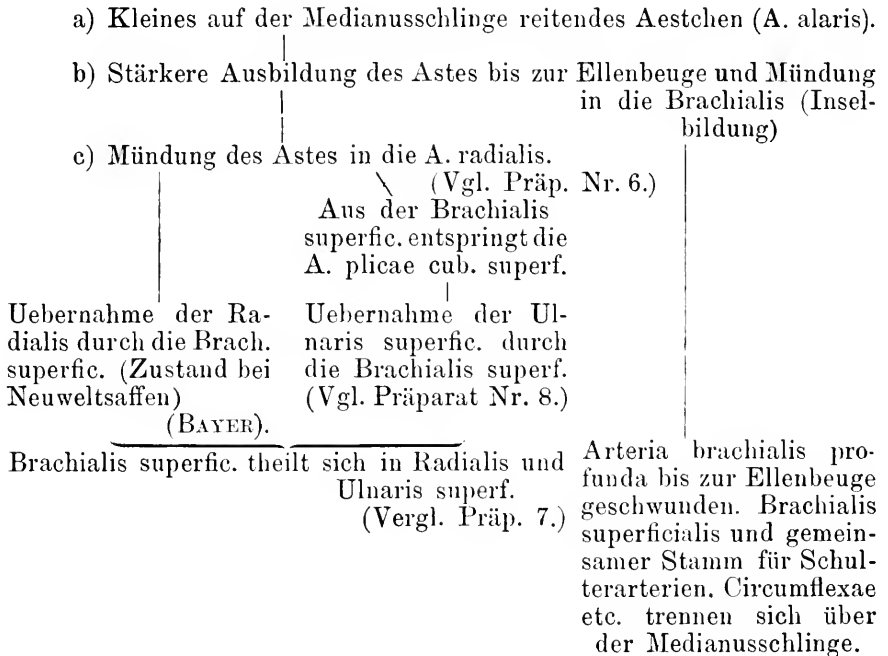 a) Kleines auf der Medianusschlinge reitendes Aestchen (A. alaris).
b) Stärkere Ausbildung des Astes bis zur Ellenbeuge und Mündung
in die Brachialis (Insel-
bildung)
c) Mündung des Astes in die A. radialis.
(Vgl. Präp. Nr. 6.)
Aus der Brachialis
superfic. entspringt die
A. plicae cub. superf.
Uebernahme der Ra-
dialis durch die Brach.
superfic. (Zustand bei
Neuweltsaffen)
(BAYER).
Uebernahme der Ul-
naris superfic. durch
die Brachialis superf.
(Vgl. Präparat Nr. 8.)
Brachialis superfic. theilt sich in Radialis und
Ulnaris superf.
(Vergl. Präp. 7.)
Arteria brachialis pro-
funda bis zur Ellenbeuge
geschwunden. Brachialis
superficialis und gemein-
samer Stamm für Schul-
terarterien. Circumflexae
etc. trennen sich über
der Medianusschlinge.